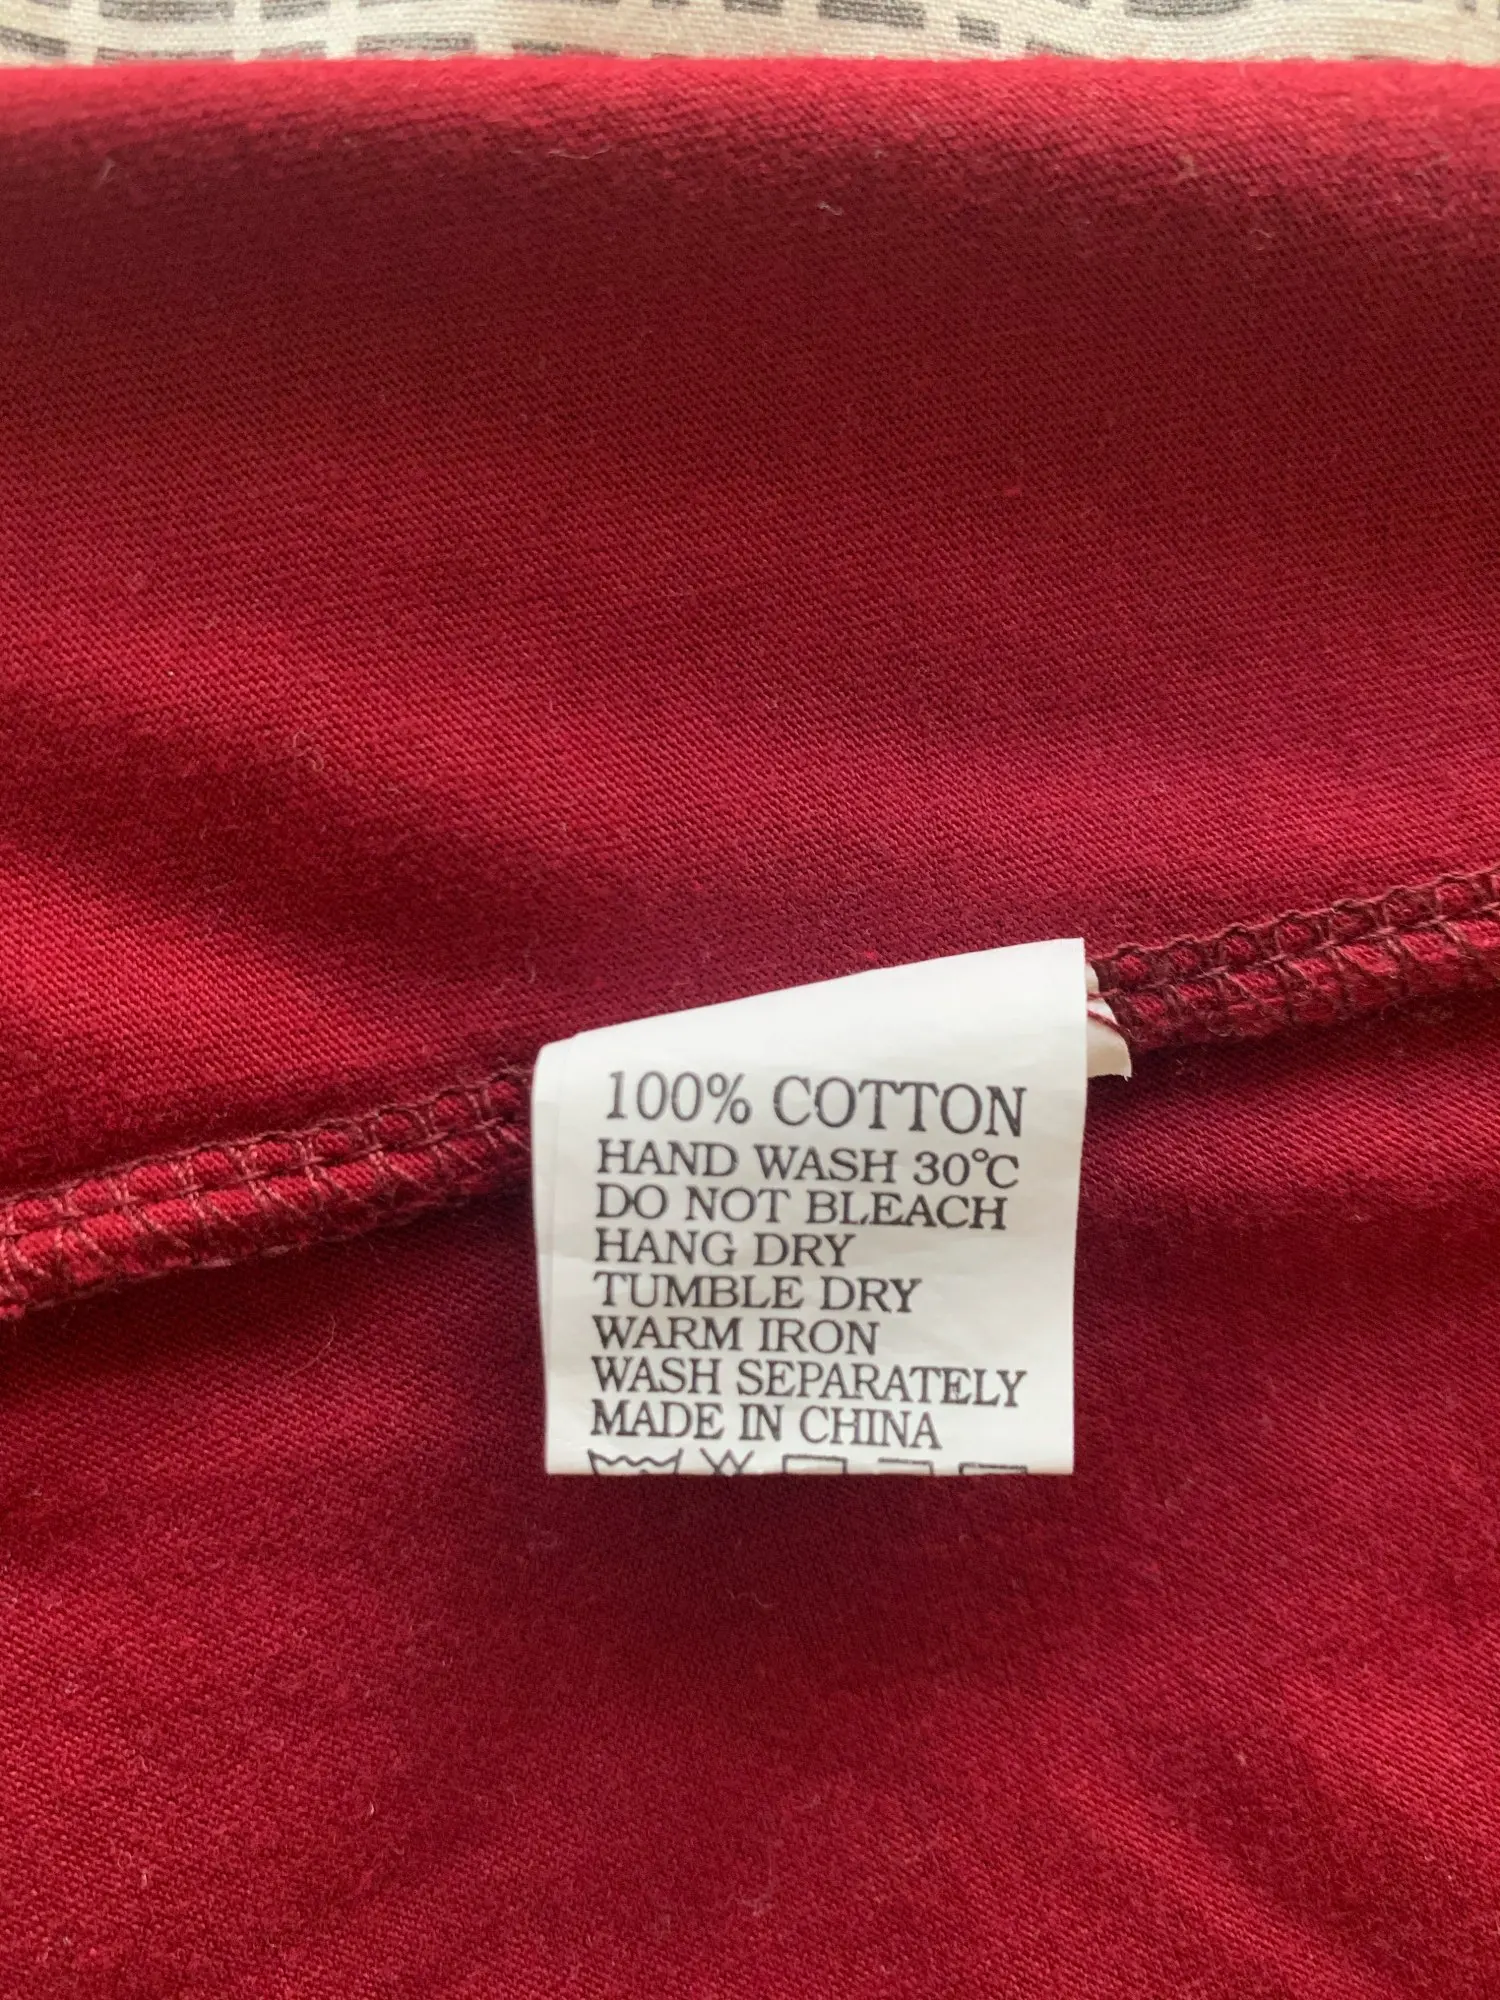 100% COTTON
HAND WASH 30℃
DO NOT BLEACH
HANG DRY
TUMBLE DRY
WARM IRON
WASH SEPARATELY
MADE IN CHINA